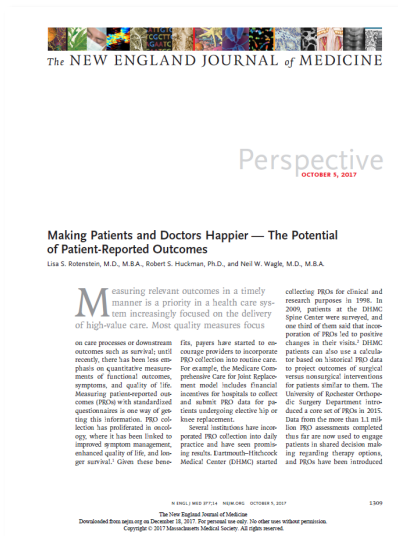 The NEW ENGLAND JOURNAL of MEDICINE
Perspective
OCTOBER 5, 2017
Making Patients and Doctors Happier — The Potential
of Patient-Reported Outcomes
Lisa S. Rotenstein, M.D., M.B.A., Robert S. Huckman, Ph.D., and Neil W. Wagle, M.D., M.B.A.
Measuring relevant outcomes in a timely
manner is a priority in a health care sys-
tem increasingly focused on the delivery
of high-value care. Most quality measures focus
on care processes or downstream
outcomes such as survival; until
recently, there has been less em-
phasis on quantitative measure-
ments of functional outcomes,
symptoms, and quality of life.
Measuring patient-reported out-
comes (PROs) with standardized
questionnaires is one way of get-
ting this information. PRO col-
lection has proliferated in oncol-
ogy, where it has been linked to
improved symptom management,
enhanced quality of life, and lon-
ger survival.1 Given these bene-
fits, payers have started to en-
courage providers to incorporate
PRO collection into routine care.
For example, the Medicare Com-
prehensive Care for Joint Replace-
ment model includes financial
incentives for hospitals to collect
and submit PRO data for pa-
tients undergoing elective hip or
knee replacement.
Several institutions have incor-
porated PRO collection into daily
practice and have seen promis-
ing results. Dartmouth–Hitchcock
Medical Center (DHMC) started
collecting PROs for clinical and
research purposes in 1998. In
2009, patients at the DHMC
Spine Center were surveyed, and
one third of them said that incor-
poration of PROs led to positive
changes in their visits.2 DHMC
patients can also use a calcula-
tor based on historical PRO data
to project outcomes of surgical
versus nonsurgical interventions
for patients similar to them. The
University of Rochester Orthope-
dic Surgery Department intro-
duced a core set of PROs in 2015.
Data from the more than 1.1 mil-
lion PRO assessments completed
thus far are now used to engage
patients in shared decision mak-
ing regarding therapy options,
and PROs have been introduced
N ENGL J MED 377;14 NEJM.ORG OCTOBER 5, 2017 1309
The New England Journal of Medicine
Downloaded from nejm.org on December 18, 2017. For personal use only. No other uses without permission.
Copyright © 2017 Massachusetts Medical Society. All rights reserved.